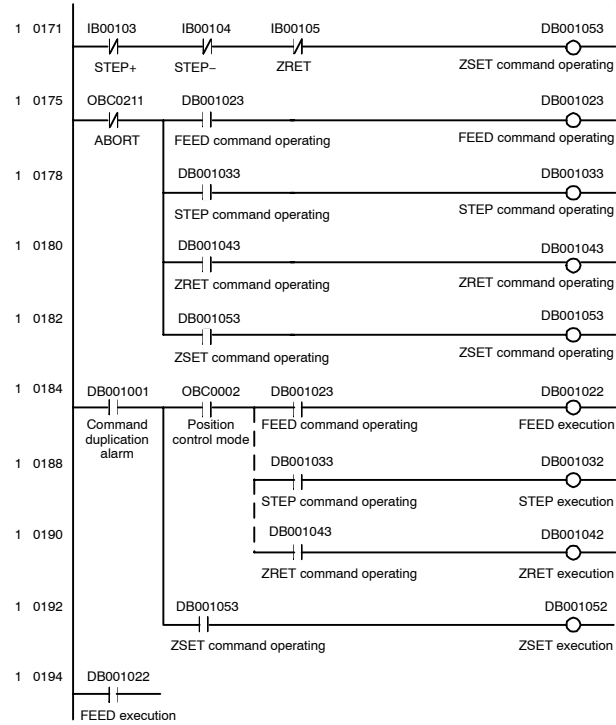 1 0171 IB00103 IB00104 IB00105 DB001053
STEP+ STEP− ZRET ZSET command operating
1 0175 OBC0211 DB001023 DB001023
ABORT FEED command operating FEED command operating
1 0178 DB001033 DB001033
STEP command operating STEP command operating
1 0180 DB001043 DB001043
ZRET command operating ZRET command operating
1 0182 DB001053 DB001053
ZSET command operating ZSET command operating
1 0184 DB001001 OBC0002 DB001023 DB001022
Command Position FEED command operating FEED execution
duplication control mode
alarm
1 0188 DB001033 DB001032
STEP command operating STEP execution
1 0190 DB001043 DB001042
ZRET command operating ZRET execution
1 0192 DB001053 DB001052
ZSET command operating ZSET execution
1 0194 DB001022
FEED execution